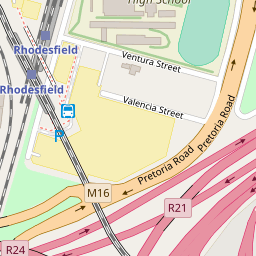 High School
Rhodesfield
Ventura Street
Rhodesfield
Valencia Street
Pretoria Road
Pretoria Road
P
M16
R21
R24